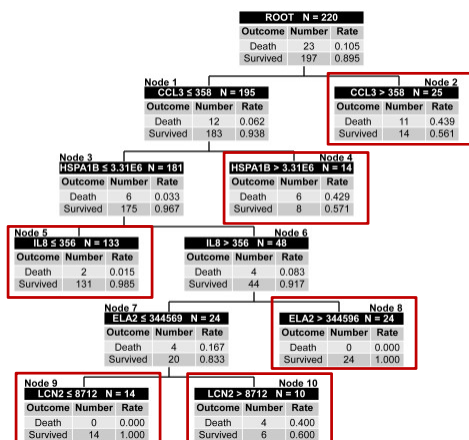 ROOT N = 220
Outcome Number Rate
Death 23 0.105
Survived 197 0.895
Node 1
CCL3 ≤ 358 N = 195
Outcome Number Rate
Death 12 0.062
Survived 183 0.938
Node 2
CCL3 > 358 N = 25
Outcome Number Rate
Death 11 0.439
Survived 14 0.561
Node 3
HSPA1B ≤ 3.31E6 N = 181
Outcome Number Rate
Death 6 0.033
Survived 175 0.967
Node 4
HSPA1B > 3.31E6 N = 14
Outcome Number Rate
Death 6 0.429
Survived 8 0.571
Node 5
IL8 ≤ 356 N = 133
Outcome Number Rate
Death 2 0.015
Survived 131 0.985
Node 6
IL8 > 356 N = 48
Outcome Number Rate
Death 4 0.083
Survived 44 0.917
Node 7
ELA2 ≤ 344569 N = 24
Outcome Number Rate
Death 4 0.167
Survived 20 0.833
Node 8
ELA2 > 344596 N = 24
Outcome Number Rate
Death 0 0.000
Survived 24 1.000
Node 9
LCN2 ≤ 8712 N = 14
Outcome Number Rate
Death 0 0.000
Survived 14 1.000
Node 10
LCN2 > 8712 N = 10
Outcome Number Rate
Death 4 0.400
Survived 6 0.600